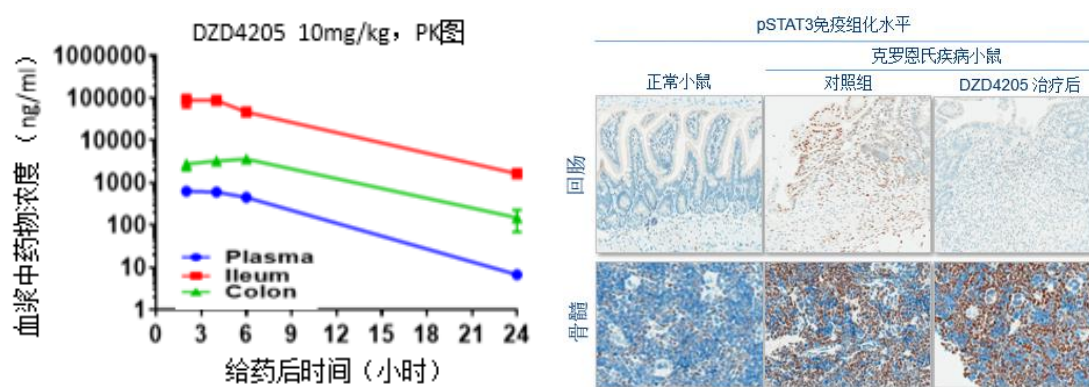 DZD4205 10mg/kg，PK图
血浆中药物浓度（ng/ml）
1000000
100000
10000
1000
100
10
1
Plasma
Ileum
Colon
0 3 6 9 12 15 18 21 24
给药后时间（小时）
pSTAT3免疫组化水平
克罗恩氏疾病小鼠
正常小鼠 对照组 DZD4205 治疗后
回肠
骨髓